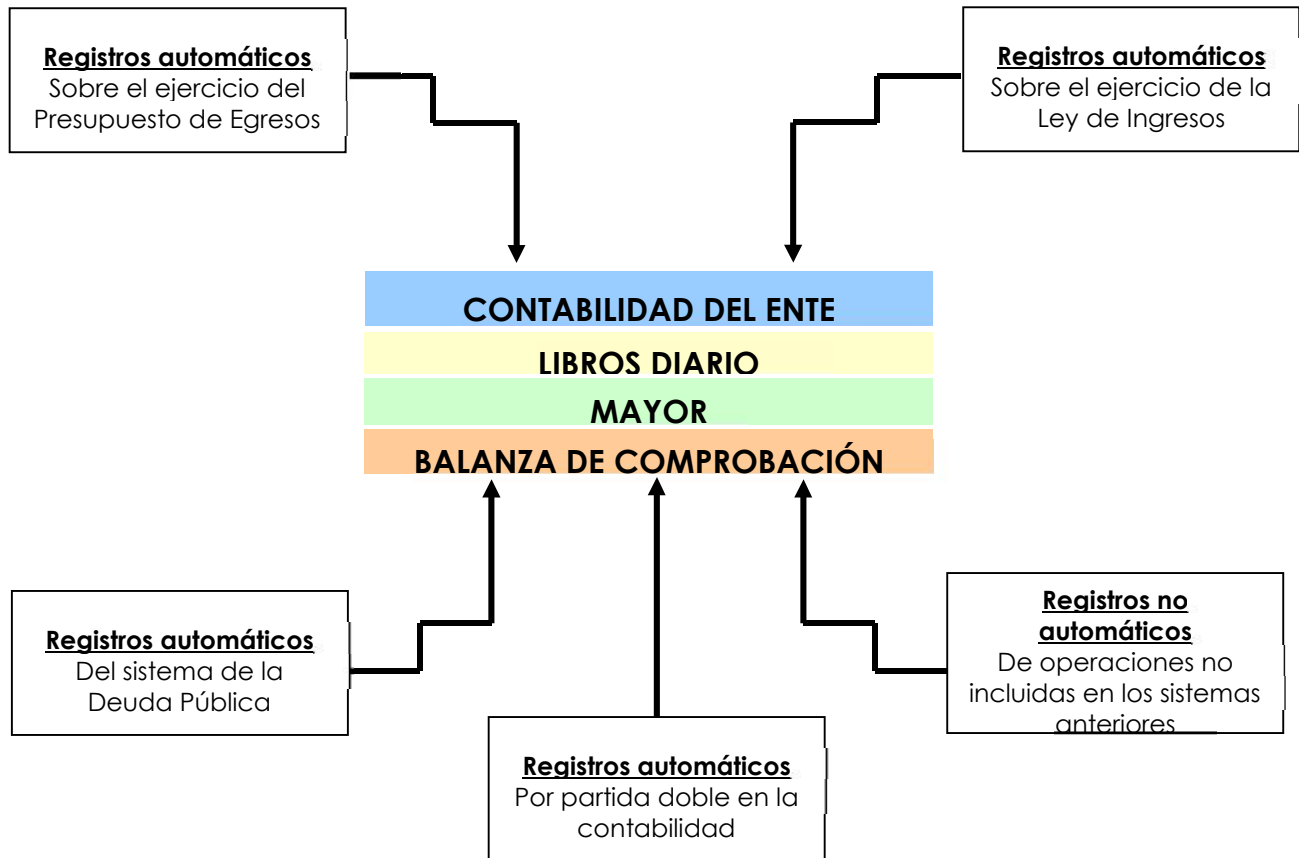 Registros automáticos
Sobre el ejercicio del
Presupuesto de Egresos
Registros automáticos
Sobre el ejercicio de la
Ley de Ingresos
CONTABILIDAD DEL ENTE
LIBROS DIARIO
MAYOR
BALANZA DE COMPROBACIÓN
Registros automáticos
Del sistema de la
Deuda Pública
Registros automáticos
Por partida doble en la
contabilidad
Registros no
automáticos
De operaciones no
incluidas en los sistemas
anteriores